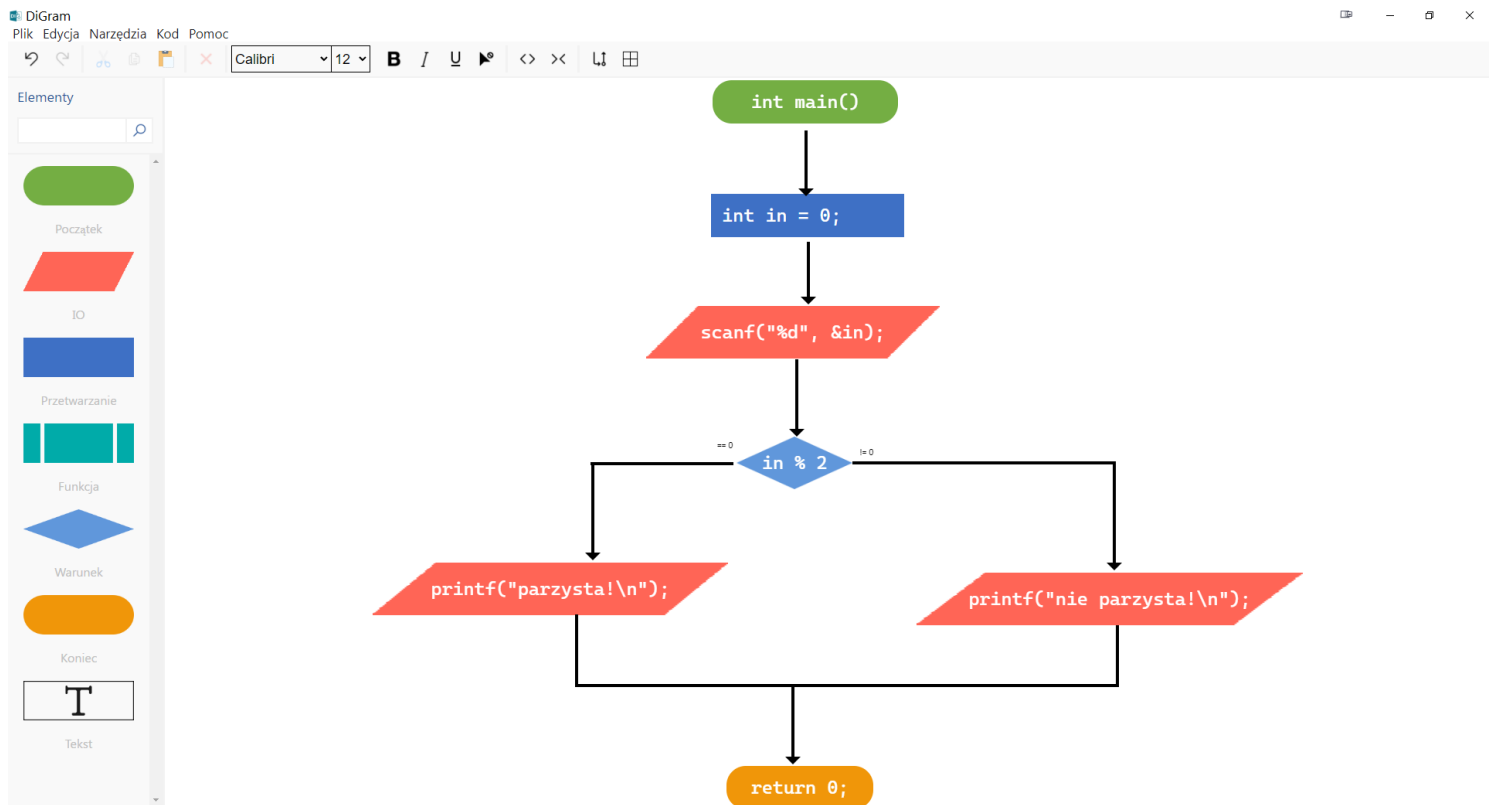 DiGram
Plik Edycja Narzędzia Kod Pomoc
Calibri 12 B I U
Elementy
Początek
IO
Przetwarzanie
Funkcja
Warunek
Koniec
T
Tekst
int main()
int in = 0;
scanf("%d", &in);
== 0
!= 0
in % 2
printf("parzysta!\n");
printf("nie parzysta!\n");
return 0;